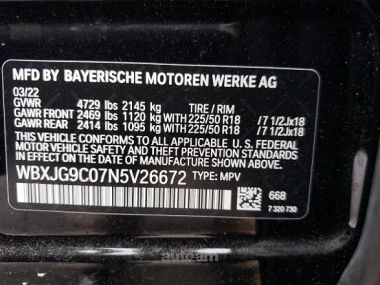 MFD BY BAYERISCHE MOTOREN WERKE AG
03/22
GVWR 4729 lbs 2145 kg TIRE / RIM
GAWR FRONT 2469 lbs 1120 kg WITH 225/50 R18 / 7 1/2Jx18
GAWR REAR 2414 lbs 1095 kg WITH 225/50 R18 / 7 1/2Jx18
THIS VEHICLE CONFORMS TO ALL APPLICABLE U.S. FEDERAL
MOTOR VEHICLE SAFETY, BUMPER, AND THEFT
PREVENTION STANDARDS IN EFFECT ON THE DATE
OF MANUFACTURE SHOWN ABOVE.
WBXJG9C07N5V26672 TYPE: MPV
668
7 320 730
autoam